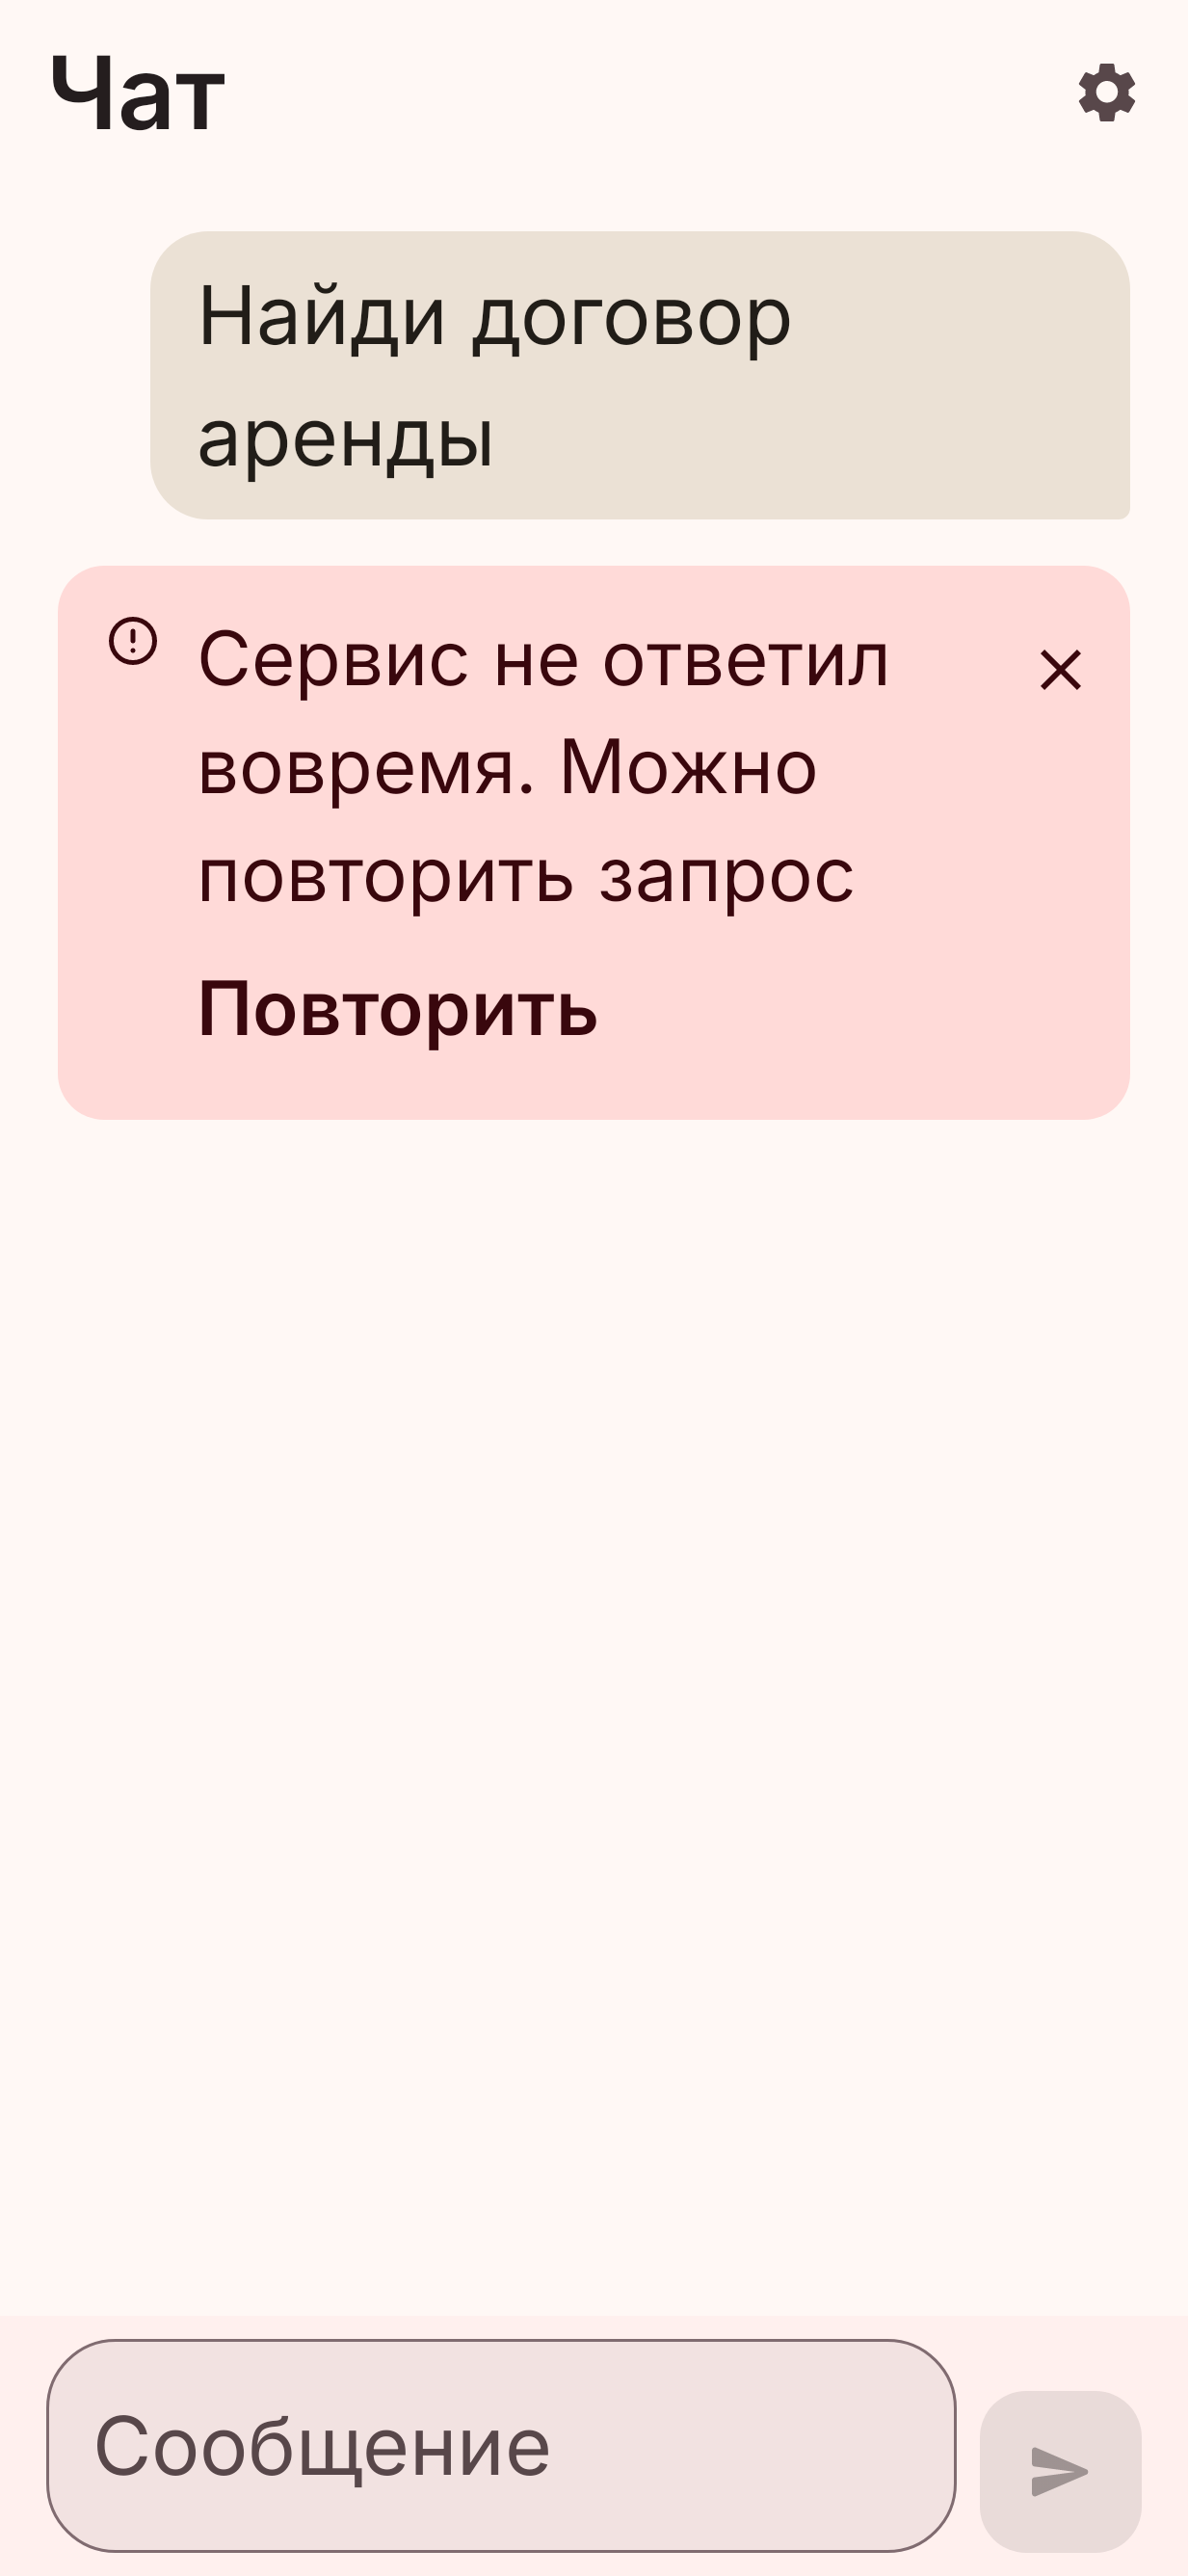 Чат
Найди договор
аренды
Сервис не ответил
вовремя. Можно
повторить запрос
Повторить
Сообщение